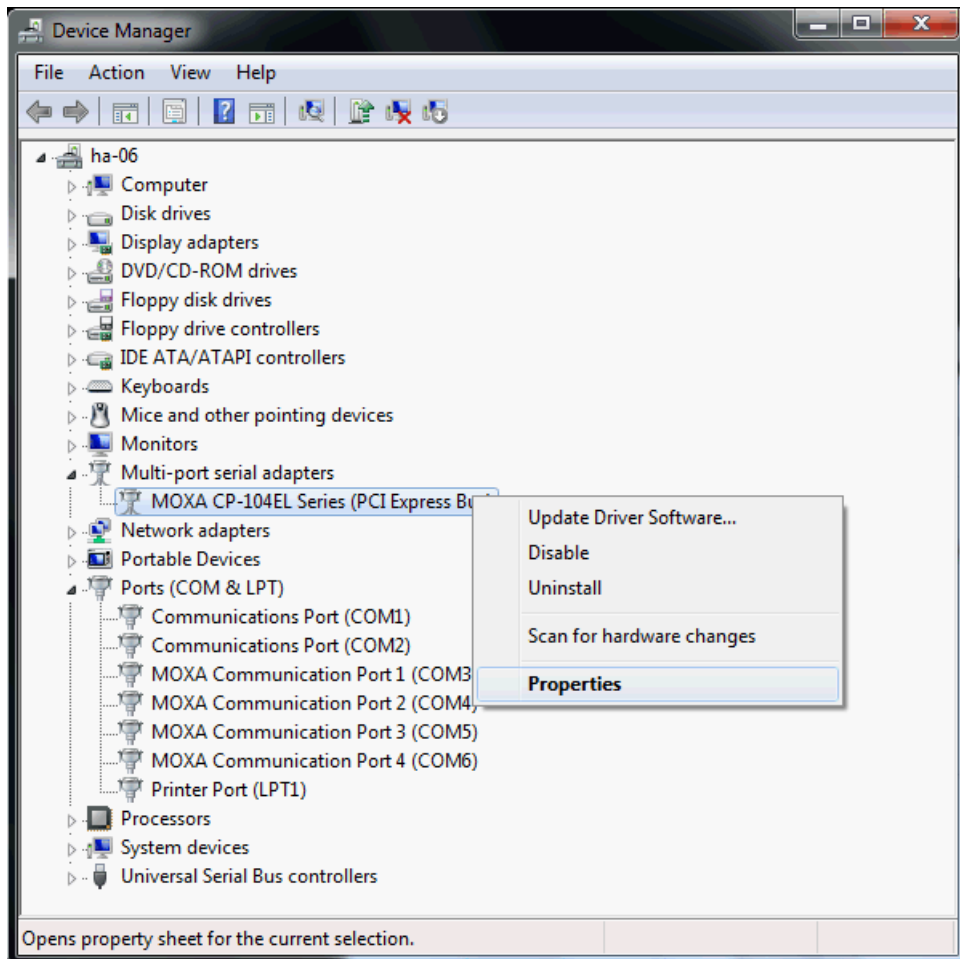 Device Manager
File Action View Help
ha-06
Computer
Disk drives
Display adapters
DVD/CD-ROM drives
Floppy disk drives
Floppy drive controllers
IDE ATA/ATAPI controllers
Keyboards
Mice and other pointing devices
Monitors
Multi-port serial adapters
MOXA CP-104EL Series (PCI Express
Network adapters
Portable Devices
Ports (COM & LPT)
Communications Port (COM1)
Communications Port (COM2)
MOXA Communication Port 1 (COM3
MOXA Communication Port 2 (COM4)
MOXA Communication Port 3 (COM5)
MOXA Communication Port 4 (COM6)
Printer Port (LPT1)
Processors
System devices
Universal Serial Bus controllers
Update Driver Software...
Disable
Uninstall
Scan for hardware changes
Properties
Opens property sheet for the current selection.